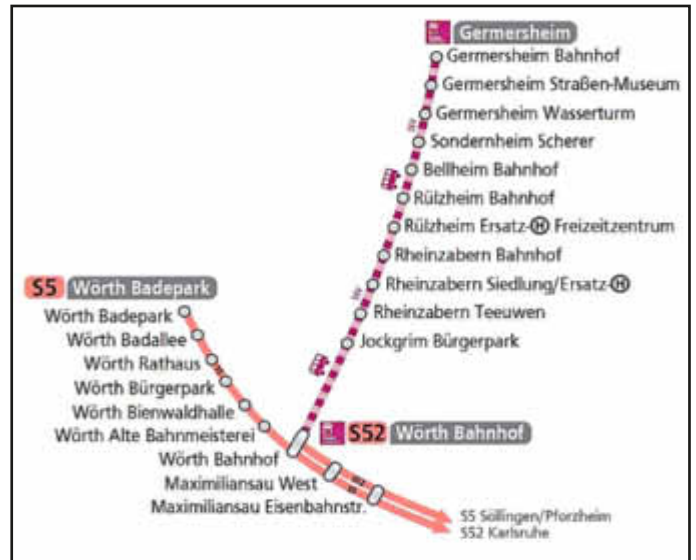 Germersheim
Germersheim Bahnhof
Germersheim Straßen-Museum
Germersheim Wasserturm
Sondernheim Scherer
Bellheim Bahnhof
Rülzheim Bahnhof
Rülzheim Ersatz-H Freizeitzentrum
Rheinzabern Bahnhof
Rheinzabern Siedlung/Ersatz-H
Rheinzabern Teeuwen
Jockgrim Bürgerpark
S5 Wörth Badepark
Wörth Badepark
Wörth Badallee
Wörth Rathaus
Wörth Bürgerpark
Wörth Bienwaldhalle
Wörth Alte Bahnmeisterei
S52 Wörth Bahnhof
Wörth Bahnhof
Maximiliansau West
Maximiliansau Eisenbahnstr.
S5 Söllingen/Pforzheim
S52 Karlsruhe